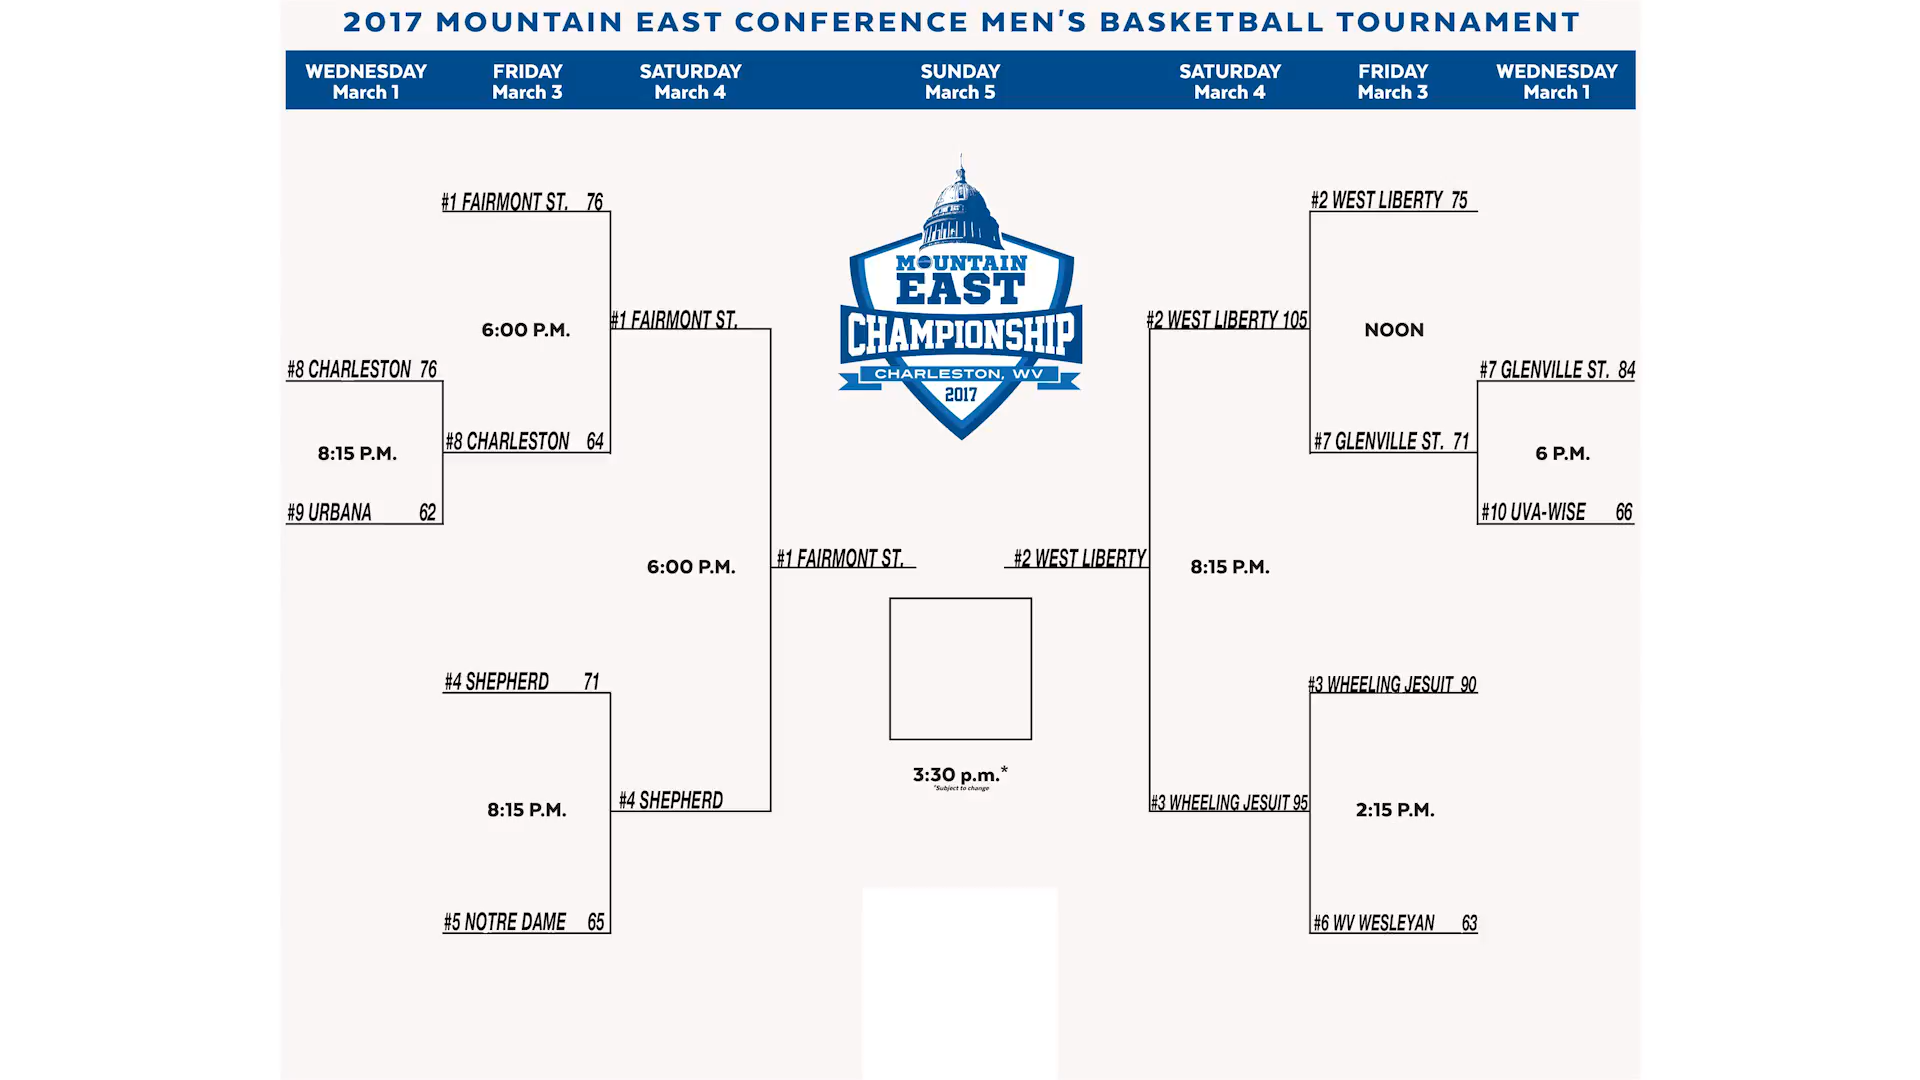 2017 MOUNTAIN EAST CONFERENCE MEN'S BASKETBALL TOURNAMENT
WEDNESDAY
March 1
FRIDAY
March 3
SATURDAY
March 4
SUNDAY
March 5
SATURDAY
March 4
FRIDAY
March 3
WEDNESDAY
March 1
#1 FAIRMONT ST. 76
6:00 P.M.
#1 FAIRMONT ST.
#8 CHARLESTON 76
8:15 P.M.
#8 CHARLESTON 64
#9 URBANA 62
6:00 P.M.
#1 FAIRMONT ST.
#4 SHEPHERD 71
8:15 P.M.
#4 SHEPHERD
#5 NOTRE DAME 65
MOUNTAIN
EAST
CHAMPIONSHIP
CHARLESTON, WV
2017
#2 WEST LIBERTY
3:30 p.m.*
*Subject to change
#2 WEST LIBERTY 75
#2 WEST LIBERTY 105
NOON
#7 GLENVILLE ST. 84
#7 GLENVILLE ST. 71
6 P.M.
#10 UVA-WISE 66
8:15 P.M.
#3 WHEELING JESUIT 90
#3 WHEELING JESUIT 95
2:15 P.M.
#6 WV WESLEYAN 63